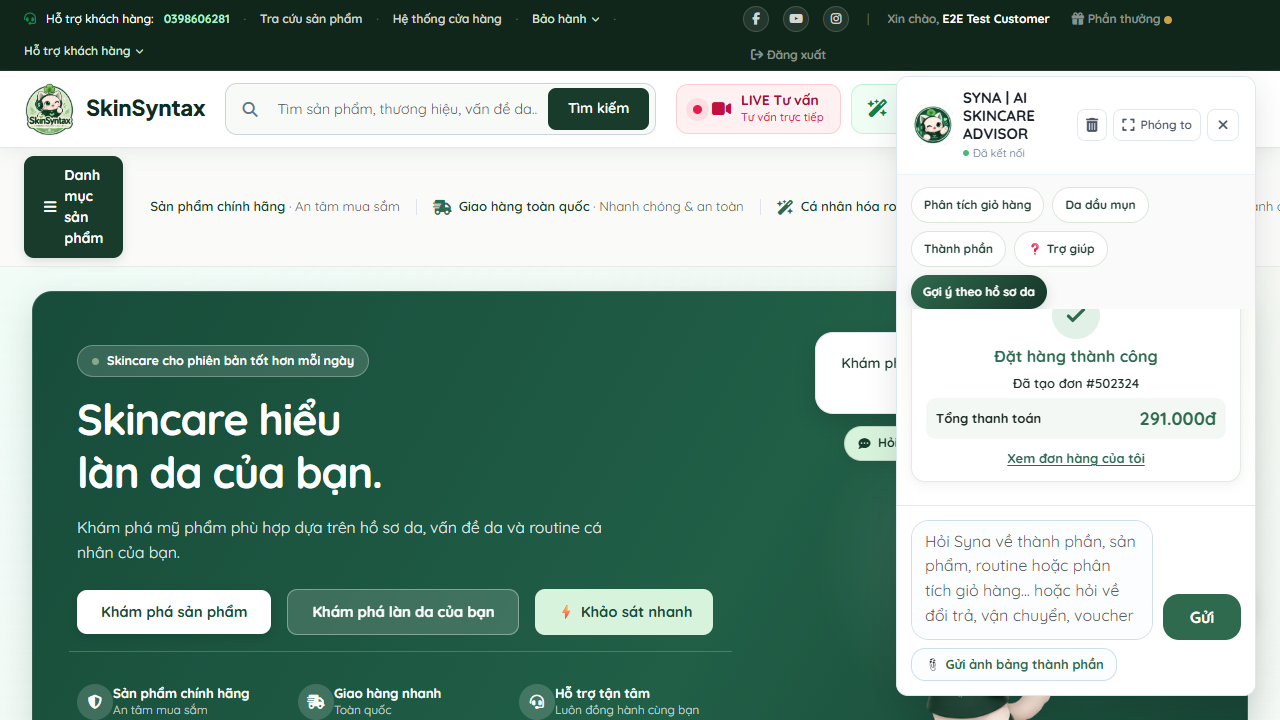 Hỗ trợ khách hàng: 0398606281 · Tra cứu sản phẩm · Hệ thống cửa hàng · Bảo hành ·
Xin chào, E2E Test Customer Phần thưởng
Hỗ trợ khách hàng
Đăng xuất
SkinSyntax
SkinSyntax
Tìm sản phẩm, thương hiệu, vấn đề da..
Tìm kiếm
LIVE Tư vấn
Tư vấn trực tiếp
Danh
mục
sản
phẩm
Sản phẩm chính hãng · An tâm mua sắm
Giao hàng toàn quốc · Nhanh chóng & an toàn
Cá nhân hóa
Skincare cho phiên bản tốt hơn mỗi ngày
Skincare hiểu
làn da của bạn.
Khám phá mỹ phẩm phù hợp dựa trên hồ sơ da, vấn đề da và routine cá
nhân của bạn.
Khám phá sản phẩm
Khám phá làn da của bạn
Khảo sát nhanh
Sản phẩm chính hãng
An tâm mua sắm
Giao hàng nhanh
Toàn quốc
Hỗ trợ tận tâm
Luôn đồng hành cùng bạn
Khám
SYNA | AI
SKINCARE
ADVISOR
Đã kết nối
Phóng to
Phân tích giỏ hàng
Da dầu mụn
Thành phần
Trợ giúp
Gợi ý theo hồ sơ da
Đặt hàng thành công
Đã tạo đơn #502324
Tổng thanh toán 291.000đ
Xem đơn hàng của tôi
Hỏi Syna về thành phần, sản
phẩm, routine hoặc phân
tích giỏ hàng... hoặc hỏi về
đổi trả, vận chuyển, voucher
Gửi
Gửi ảnh bảng thành phần